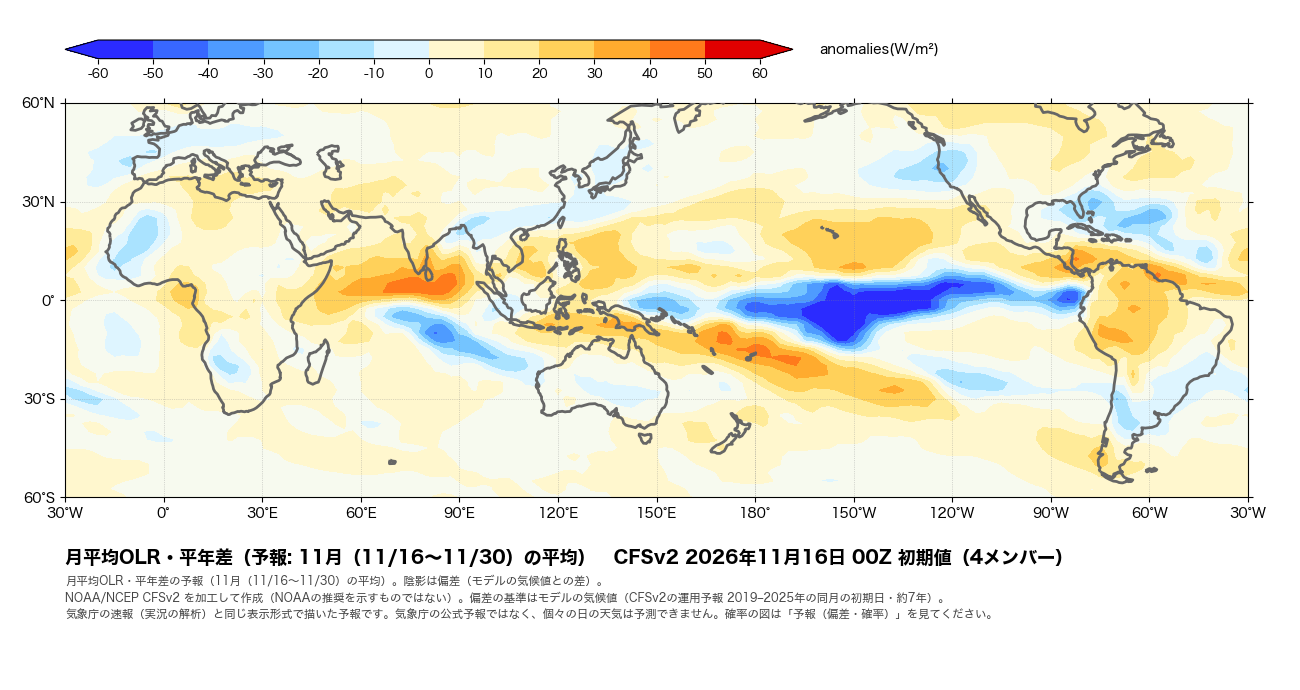 -60 -50 -40 -30 -20 -10 0 10 20 30 40 50 60
anomalies(W/m²)
60°N
30°N
0°
30°S
60°S
30°W 0° 30°E 60°E 90°E 120°E 150°E 180° 150°W 120°W 90°W 60°W 30°W
月平均OLR・平年差（予報: 11月（11/16〜11/30）の平均） CFSv2 2026年11月16日 00Z 初期値（4メンバー）
月平均OLR・平年差の予報（11月（11/16〜11/30）の平均）。陰影は偏差（モデルの気候値との差）。
NOAA/NCEP CFSv2 を加工して作成（NOAAの推奨を示すものではない）。偏差の基準はモデルの気候値（CFSv2の運用予報 2019–2025年の同月の初期日・約7年）。
気象庁の速報（実況の解析）と同じ表示形式で描いた予報です。気象庁の公式予報ではなく、個々の日の天気は予測できません。確率の図は「予報（偏差・確率）」を見てください。